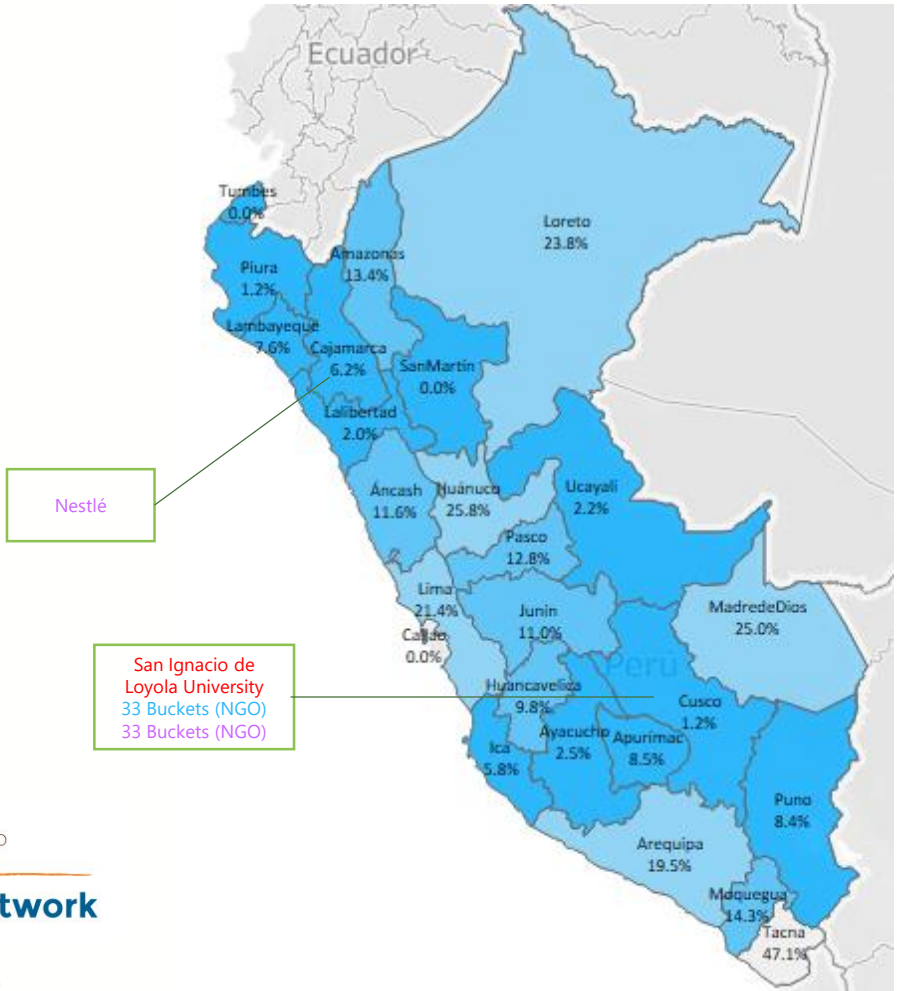 Ecuador
Tumbes
0.0%
Loreto
23.8%
Amazonas
13.4%
Piura
1.2%
Lambayeque
7.6%
Cajamarca
6.2%
SanMartín
0.0%
Lalibertad
2.0%
Nestlé
Áncash
11.6%
Huánuco
25.8%
Ucayali
2.2%
Pasco
12.8%
Lima
21.4%
Junín
11.0%
MadredeDios
25.0%
Callao
0.0%
Perú
San Ignacio de
Loyola University
33 Buckets (NGO)
33 Buckets (NGO)
Huancavelica
9.8%
Cusco
1.2%
Ayacucho
2.5%
Apurímac
8.5%
Ica
5.8%
Puno
8.4%
Arequipa
19.5%
Moquegua
14.3%
Tacna
47.1%
twork